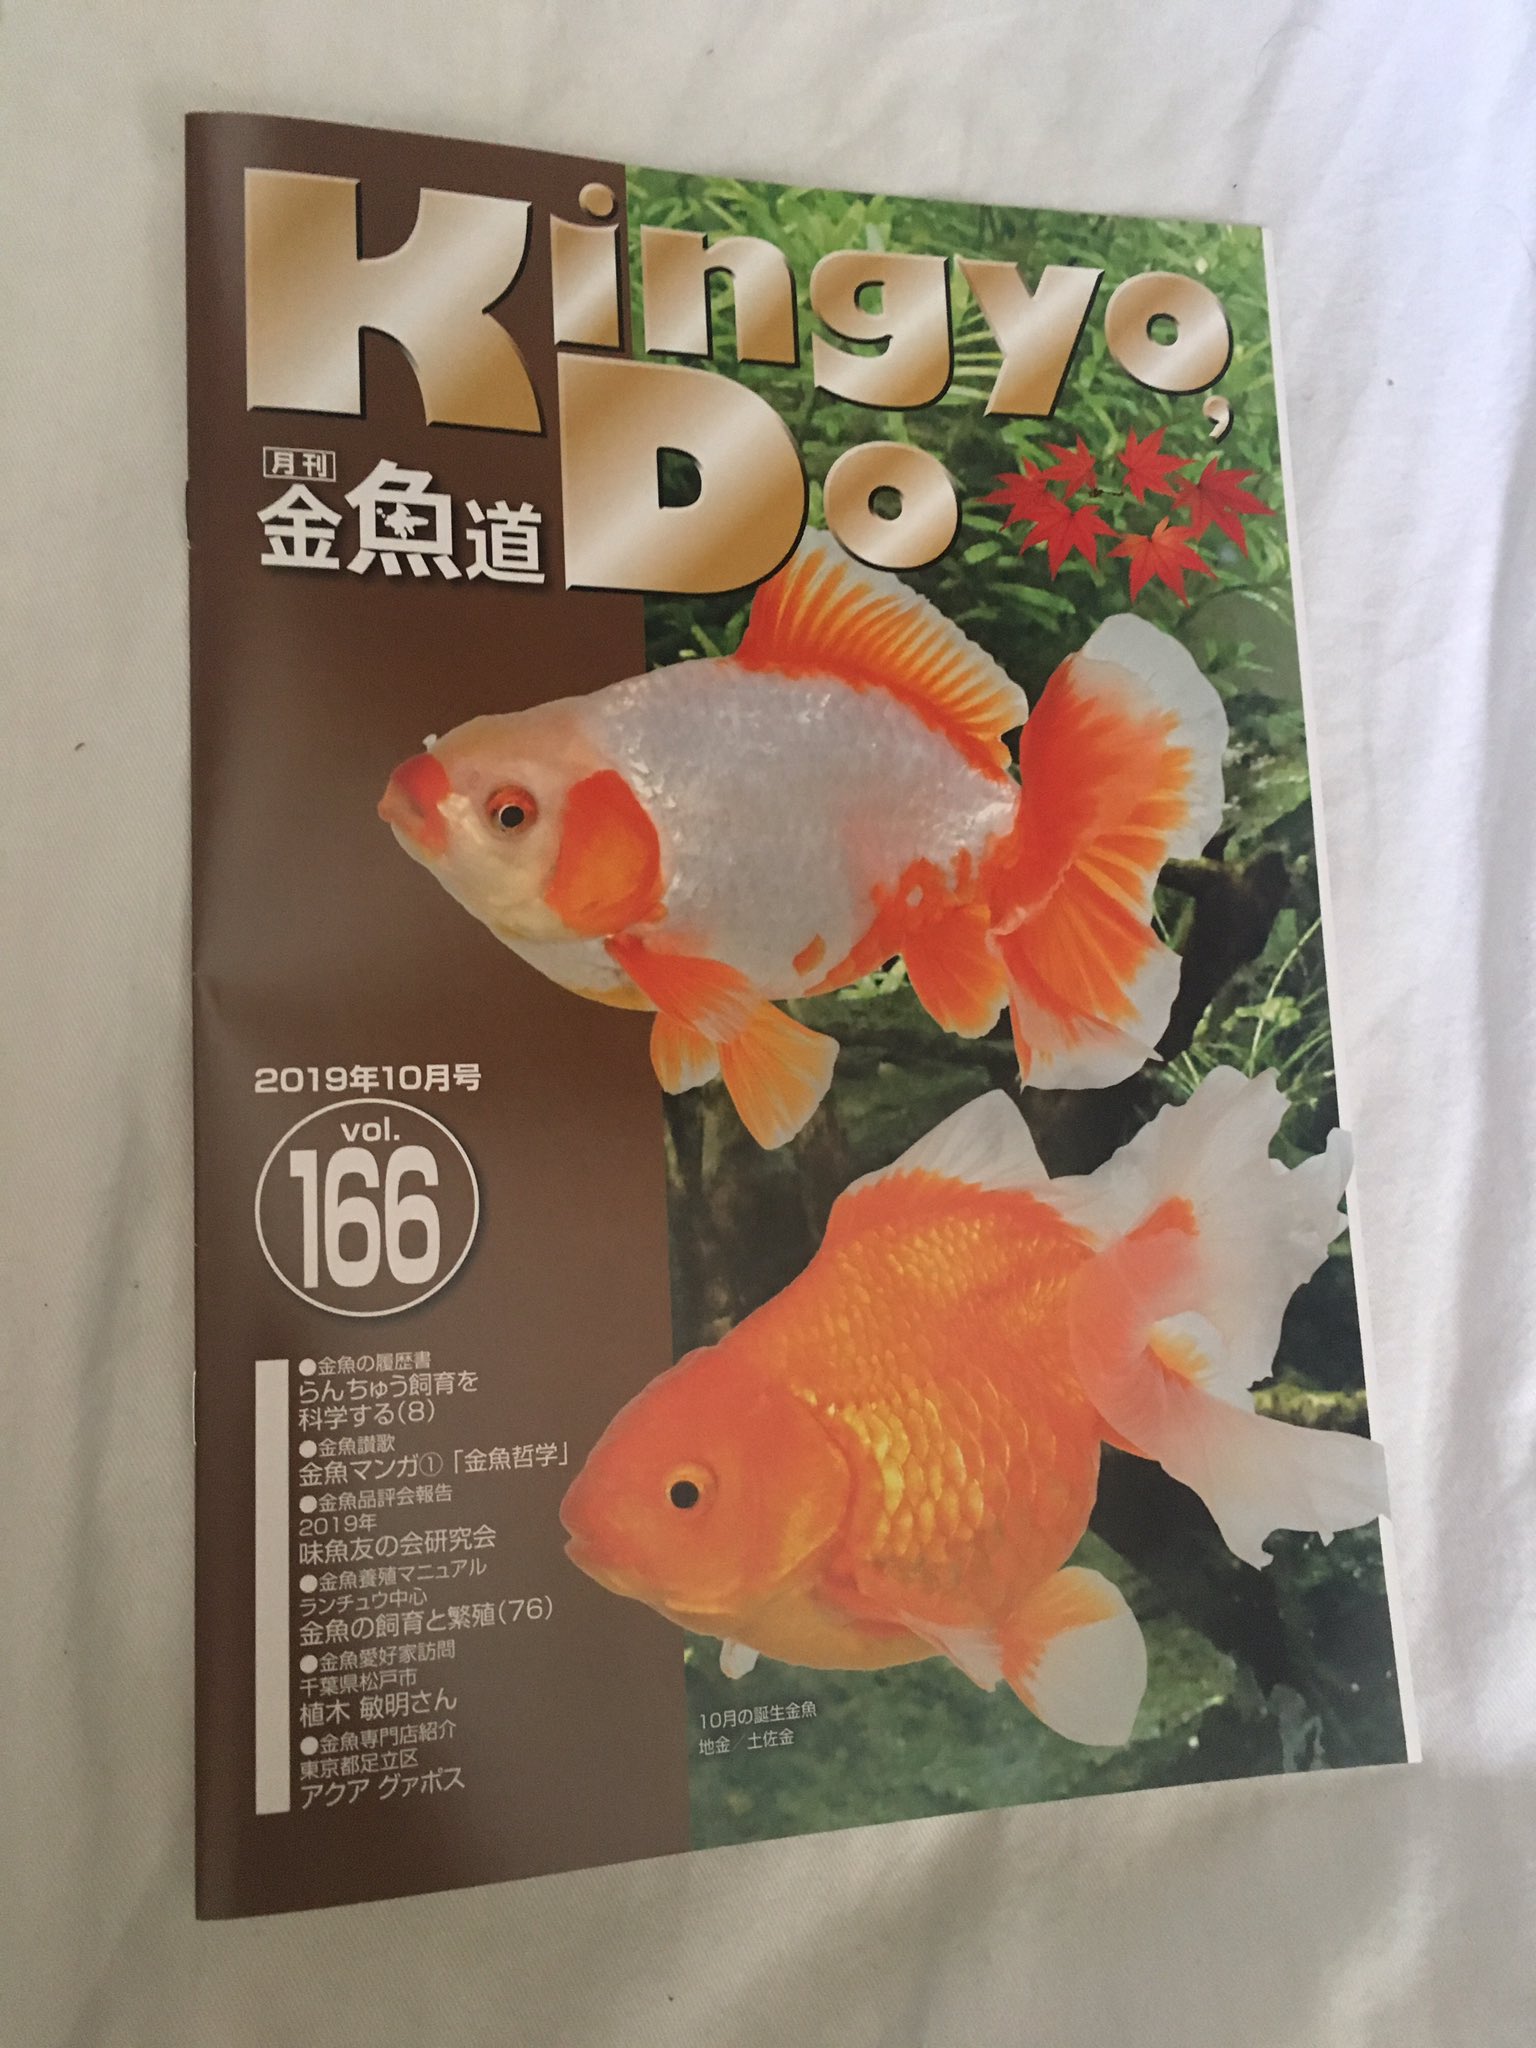 Kingyo,
Do
月刊
金魚道
2019年10月号
vol.
166
●金魚の履歴書
らんちゅう飼育を
科学する(8)
●金魚讃歌
金魚マンガ①「金魚哲学」
●金魚品評会報告
2019年
味魚友の会研究会
●金魚養殖マニュアル
ランチュウ中心
金魚の飼育と繁殖(76)
●金魚愛好家訪問
千葉県松戸市
植木 敏明さん
●金魚専門店紹介
東京都足立区
アクア グァポス
10月の誕生金魚
地金／土佐金